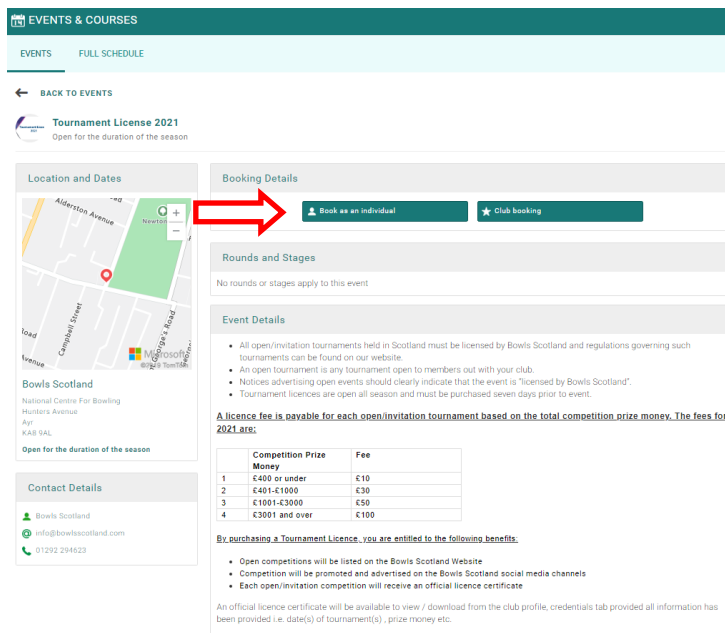 EVENTS & COURSES
EVENTS FULL SCHEDULE
BACK TO EVENTS
Tournament License 2021
Open for the duration of the season
Location and Dates
Alderston Avenue
Newton
Campbell Street
Road
Avenue
George's Road
Microsoft
©2019 TomTom
Bowls Scotland
National Centre For Bowling
Hunters Avenue
Ayr
KA8 9AL
Open for the duration of the season
Contact Details
Bowls Scotland
info@bowlsscotland.com
01292 294623
Booking Details
Book as an individual
Club booking
Rounds and Stages
No rounds or stages apply to this event
Event Details
All open/invitation tournaments held in Scotland must be licensed by Bowls Scotland and regulations governing such
tournaments can be found on our website.
An open tournament is any tournament open to members out with your club.
Notices advertising open events should clearly indicate that the event is "licensed by Bowls Scotland".
Tournament licences are open all season and must be purchased seven days prior to event.
A licence fee is payable for each open/invitation tournament based on the total competition prize money. The fees for
2021 are:
Competition Prize Money Fee
1 £400 or under £10
2 £401-£1000 £30
3 £1001-£3000 £50
4 £3001 and over £100
By purchasing a Tournament Licence, you are entitled to the following benefits:
Open competitions will be listed on the Bowls Scotland Website
Competition will be promoted and advertised on the Bowls Scotland social media channels
Each open/invitation competition will receive an official licence certificate
An official licence certificate will be available to view / download from the club profile, credentials tab provided all information has
been provided i.e. date(s) of tournament(s) , prize money etc.